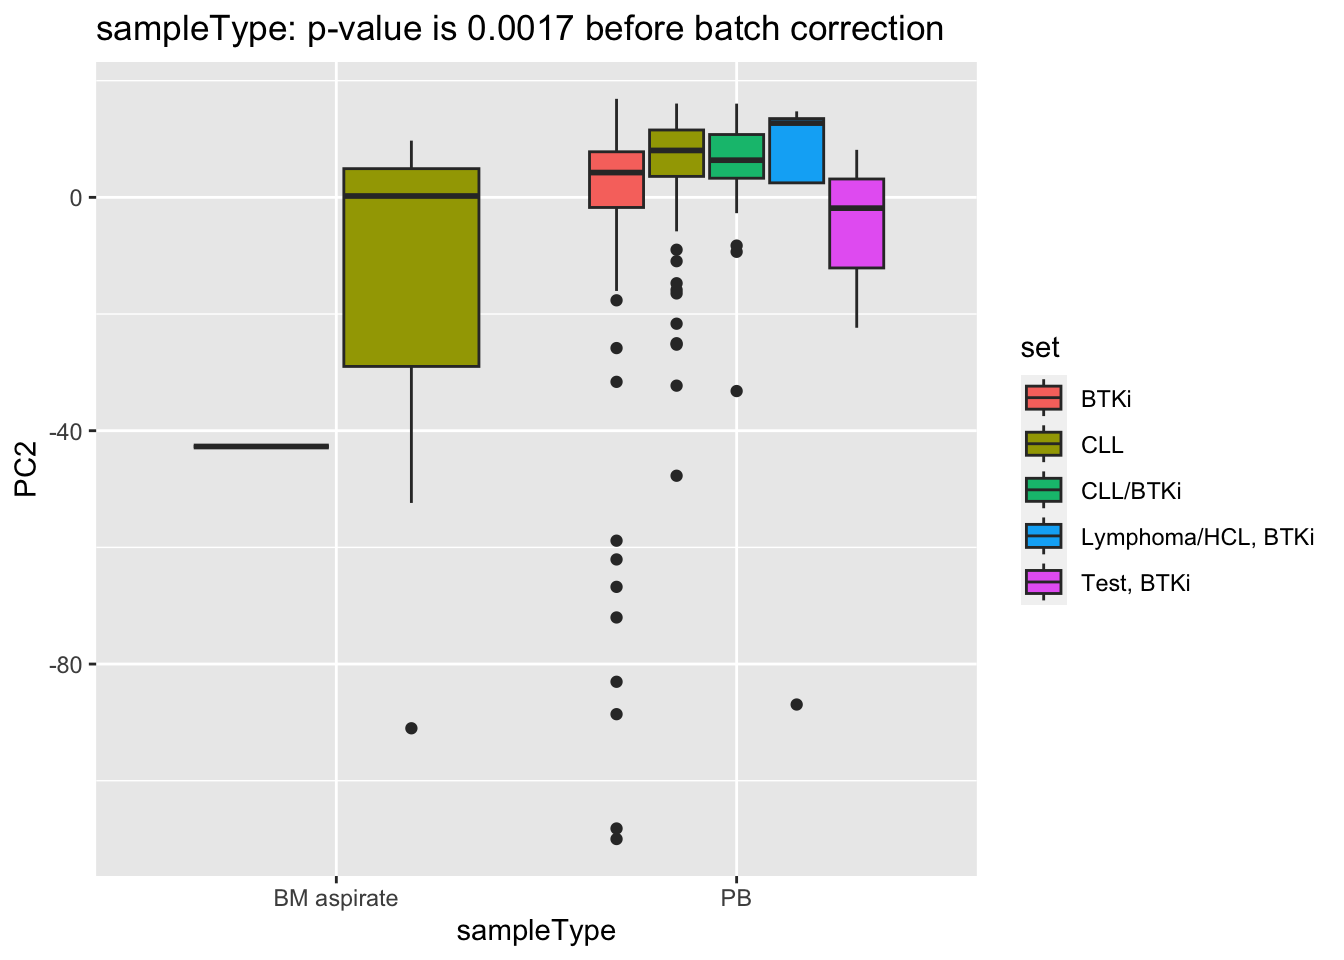 sampleType: p-value is 0.0017 before batch correction
PC2
0
-40
-80
BM aspirate PB
sampleType
set
BTKi
CLL
CLL/BTKi
Lymphoma/HCL, BTKi
Test, BTKi